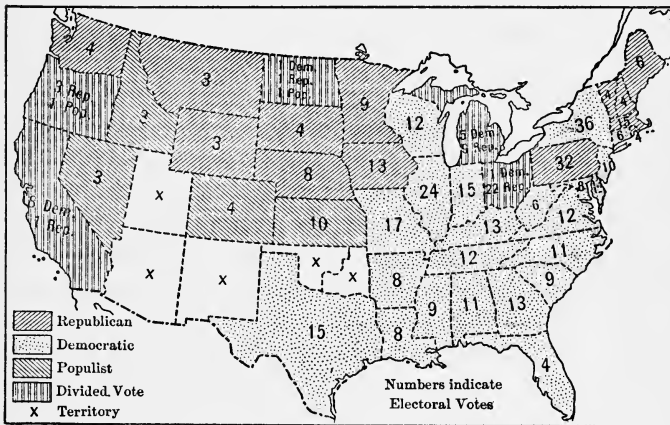 4
3
1 Dem.
1 Rep.
1 Pop.
9
6
3 Rep
1 Pop.
3
3
4
12
5 Dem
9 Rep.
36
4
4
15
6
3
x
8
13
24
15
1 Dem.
22 Rep.
32
10
8
Dem.
1 Rep.
4
10
17
13
6
12
x
x
x
x
8
12
11
9
15
8
9
11
13
4
Republican
Democratic
Populist
Divided Vote
x Territory
Numbers indicate
Electoral Votes